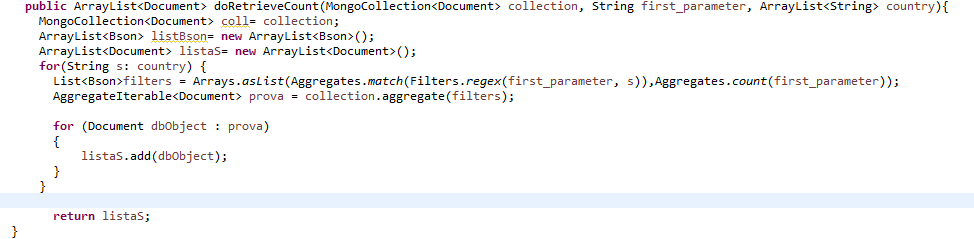 public ArrayList<Document> doRetrieveCount(MongoCollection<Document> collection, String first_parameter, ArrayList<String> country){
MongoCollection<Document> coll= collection;
ArrayList<Bson> listBson= new ArrayList<Bson>();
ArrayList<Document> listaS= new ArrayList<Document>();
for(String s: country) {
List<Bson>filters = Arrays.asList(Aggregates.match(Filters.regex(first_parameter, s)),Aggregates.count(first_parameter));
AggregateIterable<Document> prova = collection.aggregate(filters);
for (Document dbObject : prova)
{
listaS.add(dbObject);
}
}
return listaS;
}